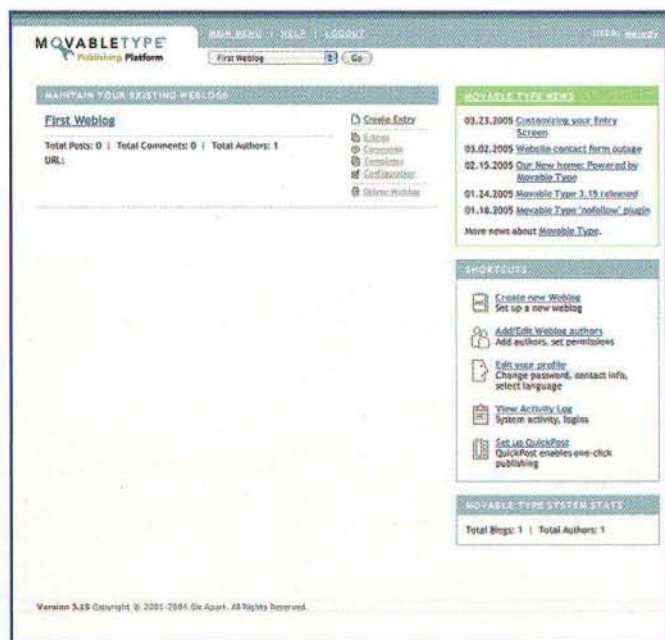 MOVABLETYPE
Publishing Platform
MAIN MENU | HELP | LOGOUT
USER: Melody
First Weblog
Go
MAINTAIN YOUR EXISTING WEBLOGS
First Weblog
Create Entry
Total Posts: 0 | Total Comments: 0 | Total Authors: 1
URL:
Entries
Comments
Templates
Configuration
Delete Weblog
MOVABLE TYPE NEWS
03.23.2005 Customizing your Entry
Screen
03.02.2005 Website contact form outage
02.15.2005 Our New home: Powered by
Movable Type
01.24.2005 Movable Type 3.15 released
01.18.2005 Movable Type 'nofollow' plugin
More news about Movable Type.
SHORTCUTS
Create new Weblog
Set up a new weblog
Add/Edit Weblog authors
Add authors, set permissions
Edit your profile
Change password, contact info,
select language
View Activity Log
System activity, logins
Set up QuickPost
QuickPost enables one-click
publishing
MOVABLE TYPE SYSTEM STATS
Total Blogs: 1 | Total Authors: 1
Version 3.15 Copyright © 2001-2004 Six Apart. All Rights Reserved.